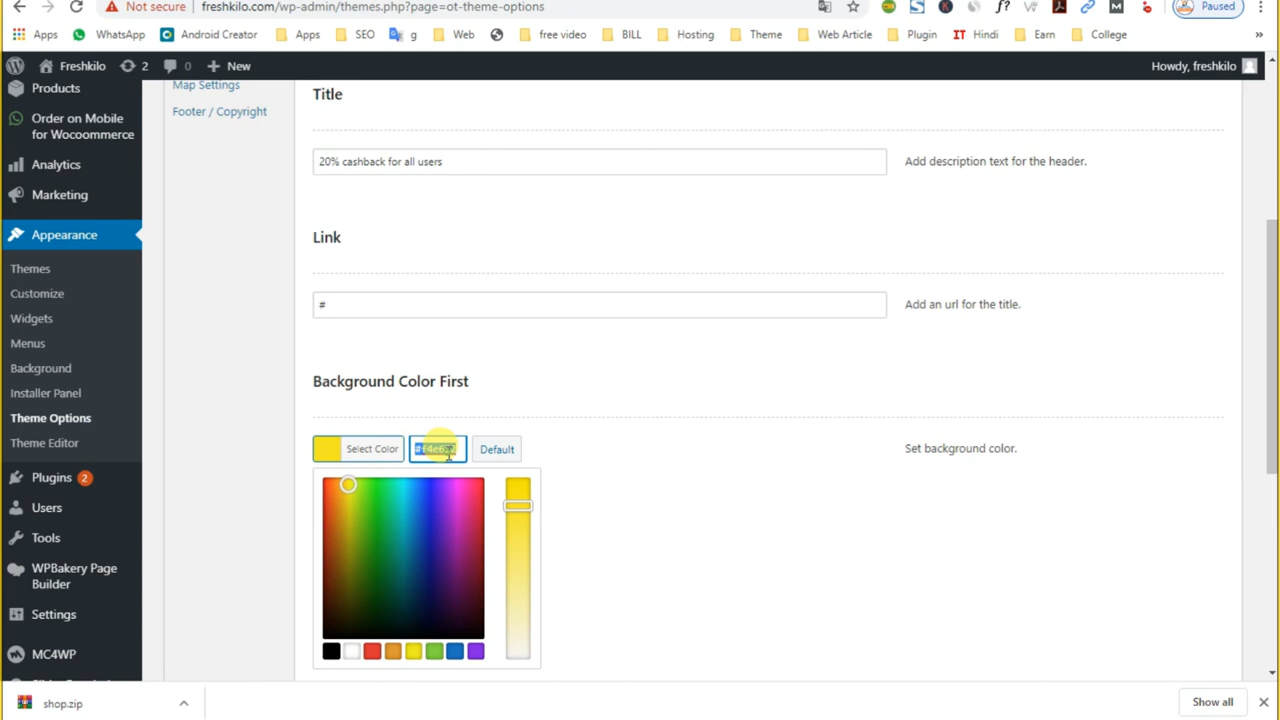 Not secure freshkilo.com/wp-admin/themes.php?page=ot-theme-options Paused
Apps WhatsApp Android Creator Apps SEO g Web free video BILL Hosting Theme Web Article Plugin IT Hindi Earn College »
Freshkilo 2 0 + New Howdy, freshkilo
Products
Order on Mobile
for Wocoommerce
Analytics
Marketing
Appearance
Themes
Customize
Widgets
Menus
Background
Installer Panel
Theme Options
Theme Editor
Plugins 2
Users
Tools
WPBakery Page
Builder
Settings
MC4WP
Map Settings
Footer / Copyright
Title
20% cashback for all users
Add description text for the header.
Link
#
Add an url for the title.
Background Color First
Select Color Default
Set background color.
shop.zip
Show all